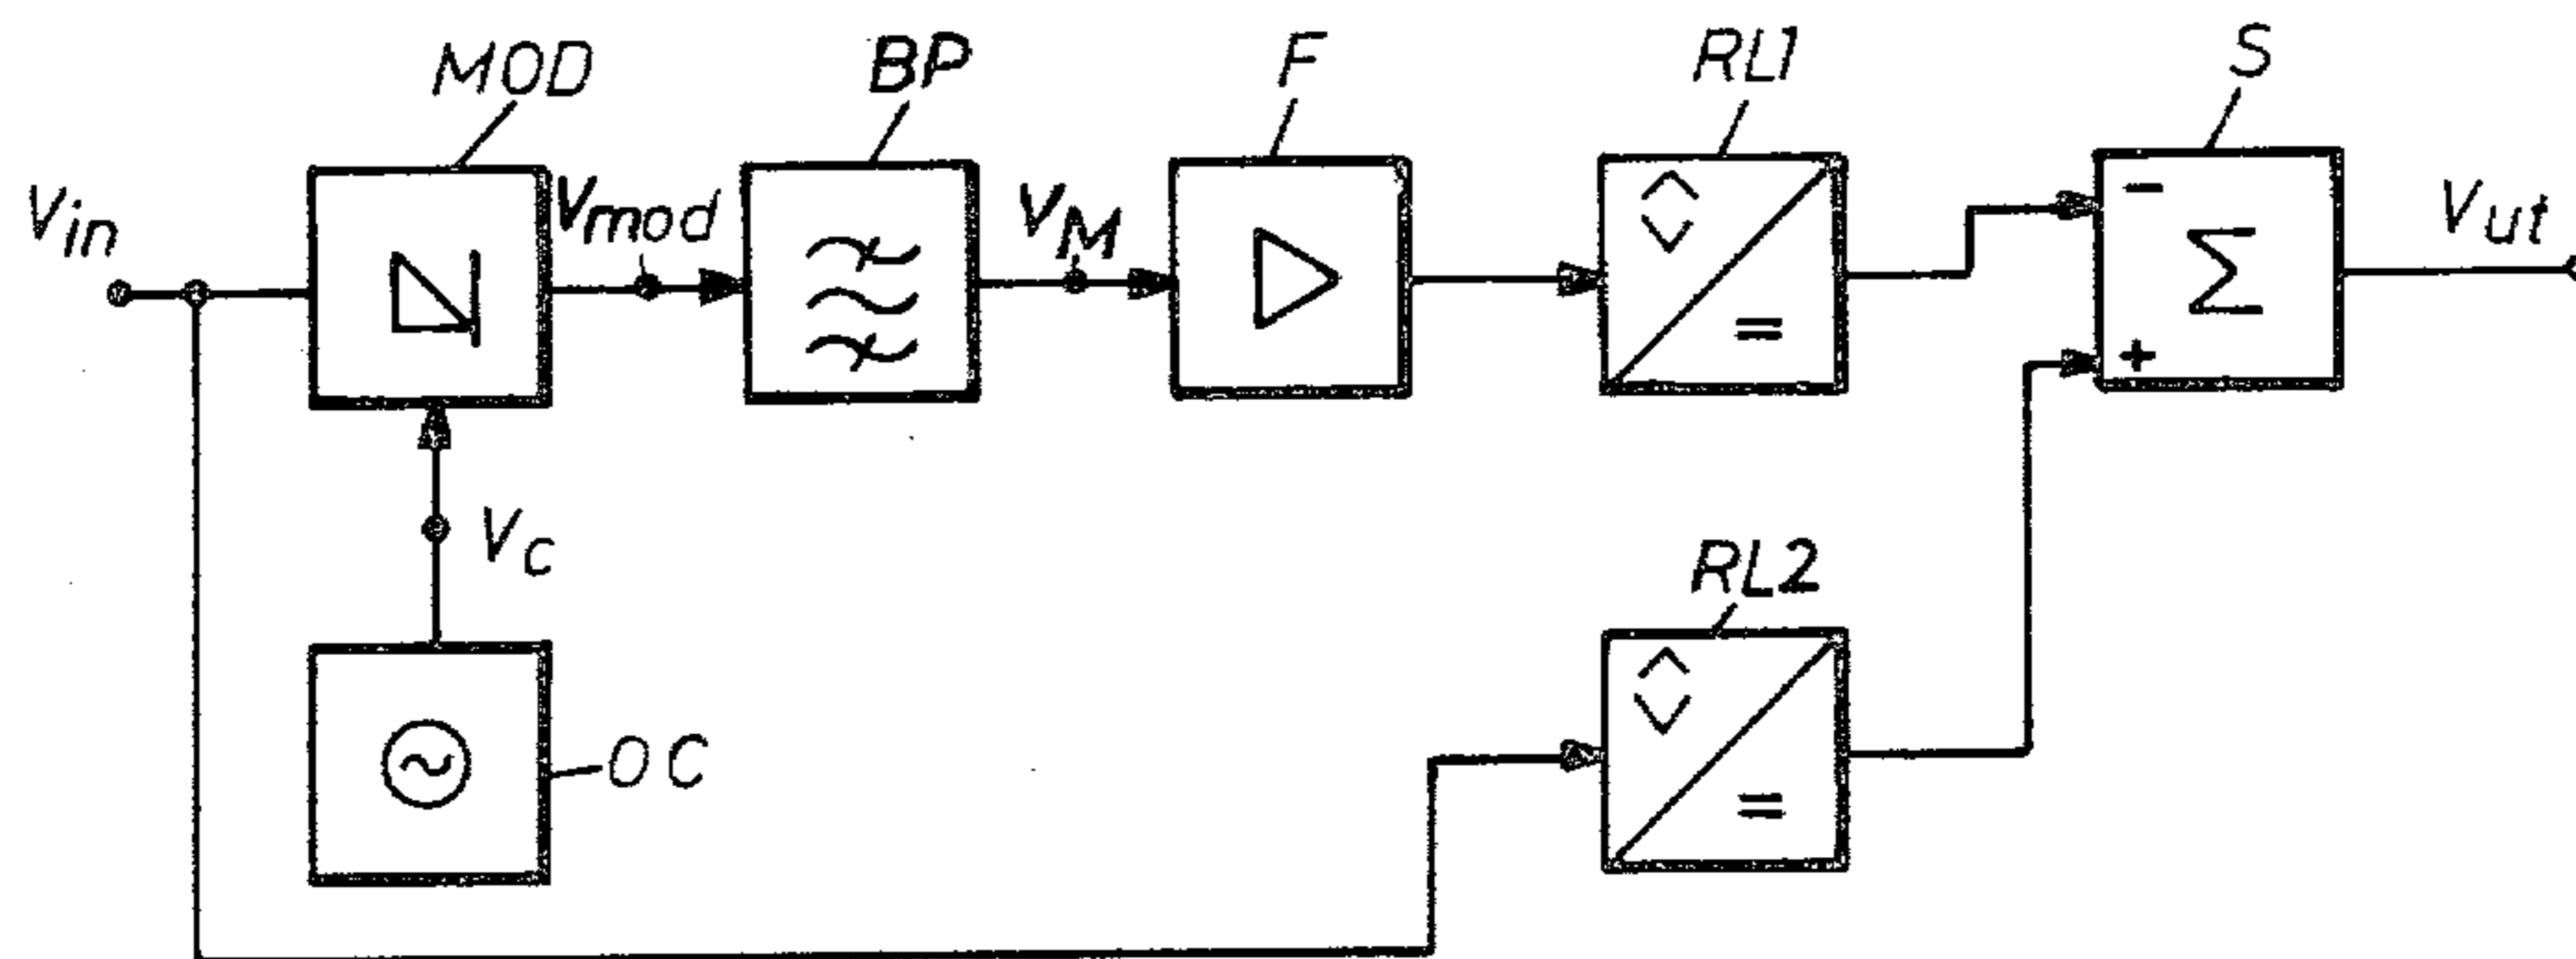 MOD
BP
F
RL1
S
Vin
Vmod
VM
Vut
-
Σ
+
=
VC
RL2
OC
=